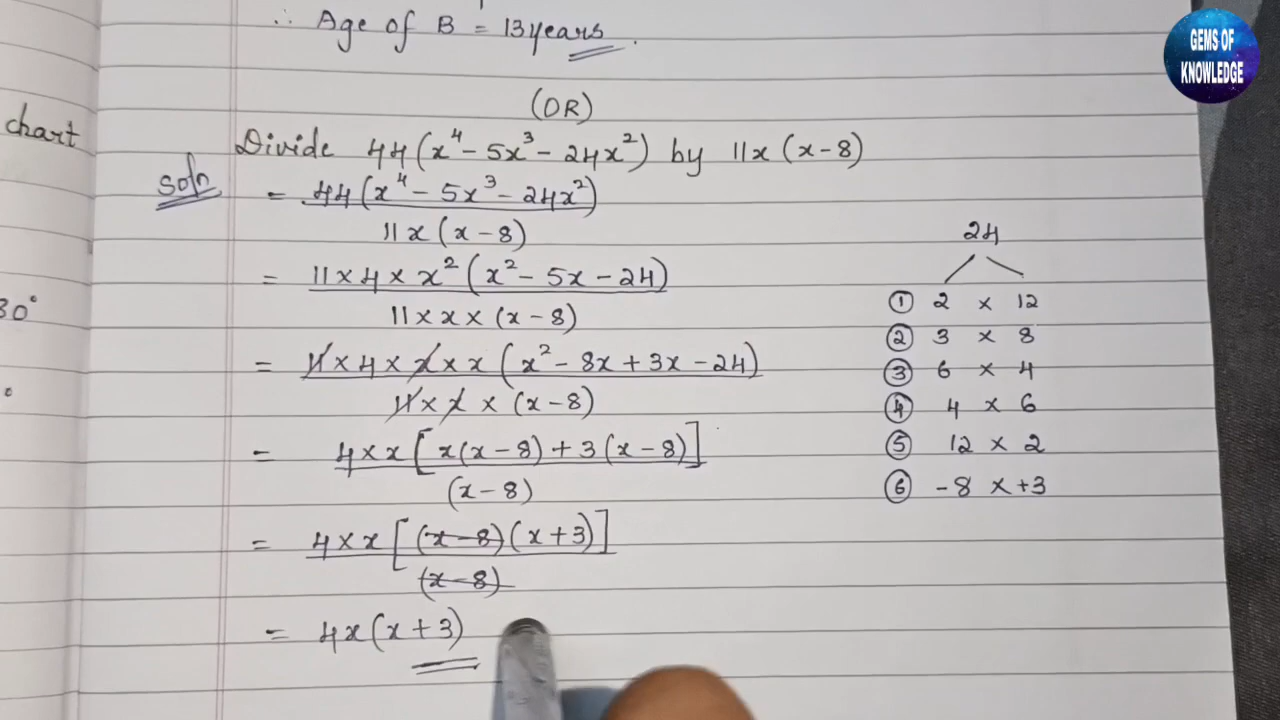 ∴ Age of B = 13 years.
(OR)
chart
Divide 44(x⁴ - 5x³ - 24x²) by 11x(x-8)
Soln
= 44(x⁴ - 5x³ - 24x²)
11x(x-8)
= 11×4×x²(x² - 5x - 24)
11×x×(x-8)
= 11×4×x×x(x² - 8x + 3x - 24)
11×x×(x-8)
= 4×x[x(x-8)+3(x-8)]
(x-8)
= 4×x[(x-8)(x+3)]
(x-8)
= 4x(x+3)
24
① 2 × 12
② 3 × 8
③ 6 × 4
④ 4 × 6
⑤ 12 × 2
⑥ -8 × +3
GEMS OF
KNOWLEDGE